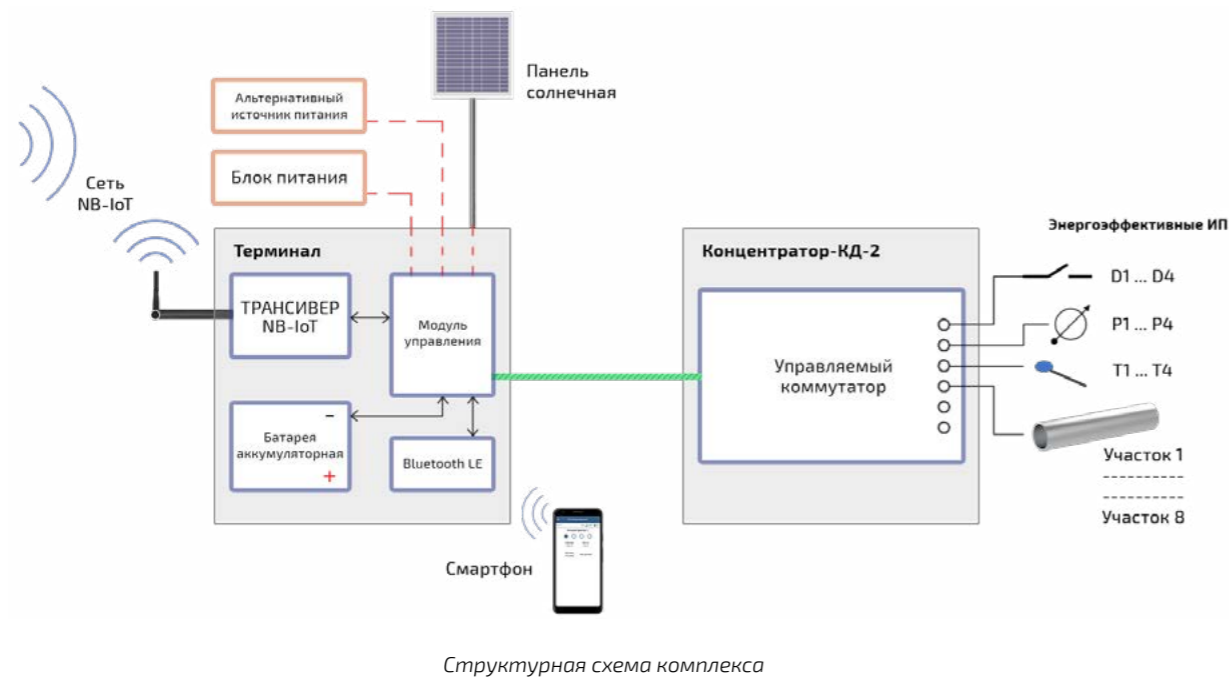 Панель
солнечная
Альтернативный
источник питания
Блок питания
Сеть
NB-IoT
Терминал
ТРАНСИВЕР
NB-IoT
Модуль
управления
Батарея
аккумуляторная
–
+
Bluetooth LE
Смартфон
Концентратор-КД-2
Управляемый
коммутатор
Энергоэффективные ИП
D1 ... D4
P1 ... P4
T1 ... T4
Участок 1
Участок 8
Структурная схема комплекса